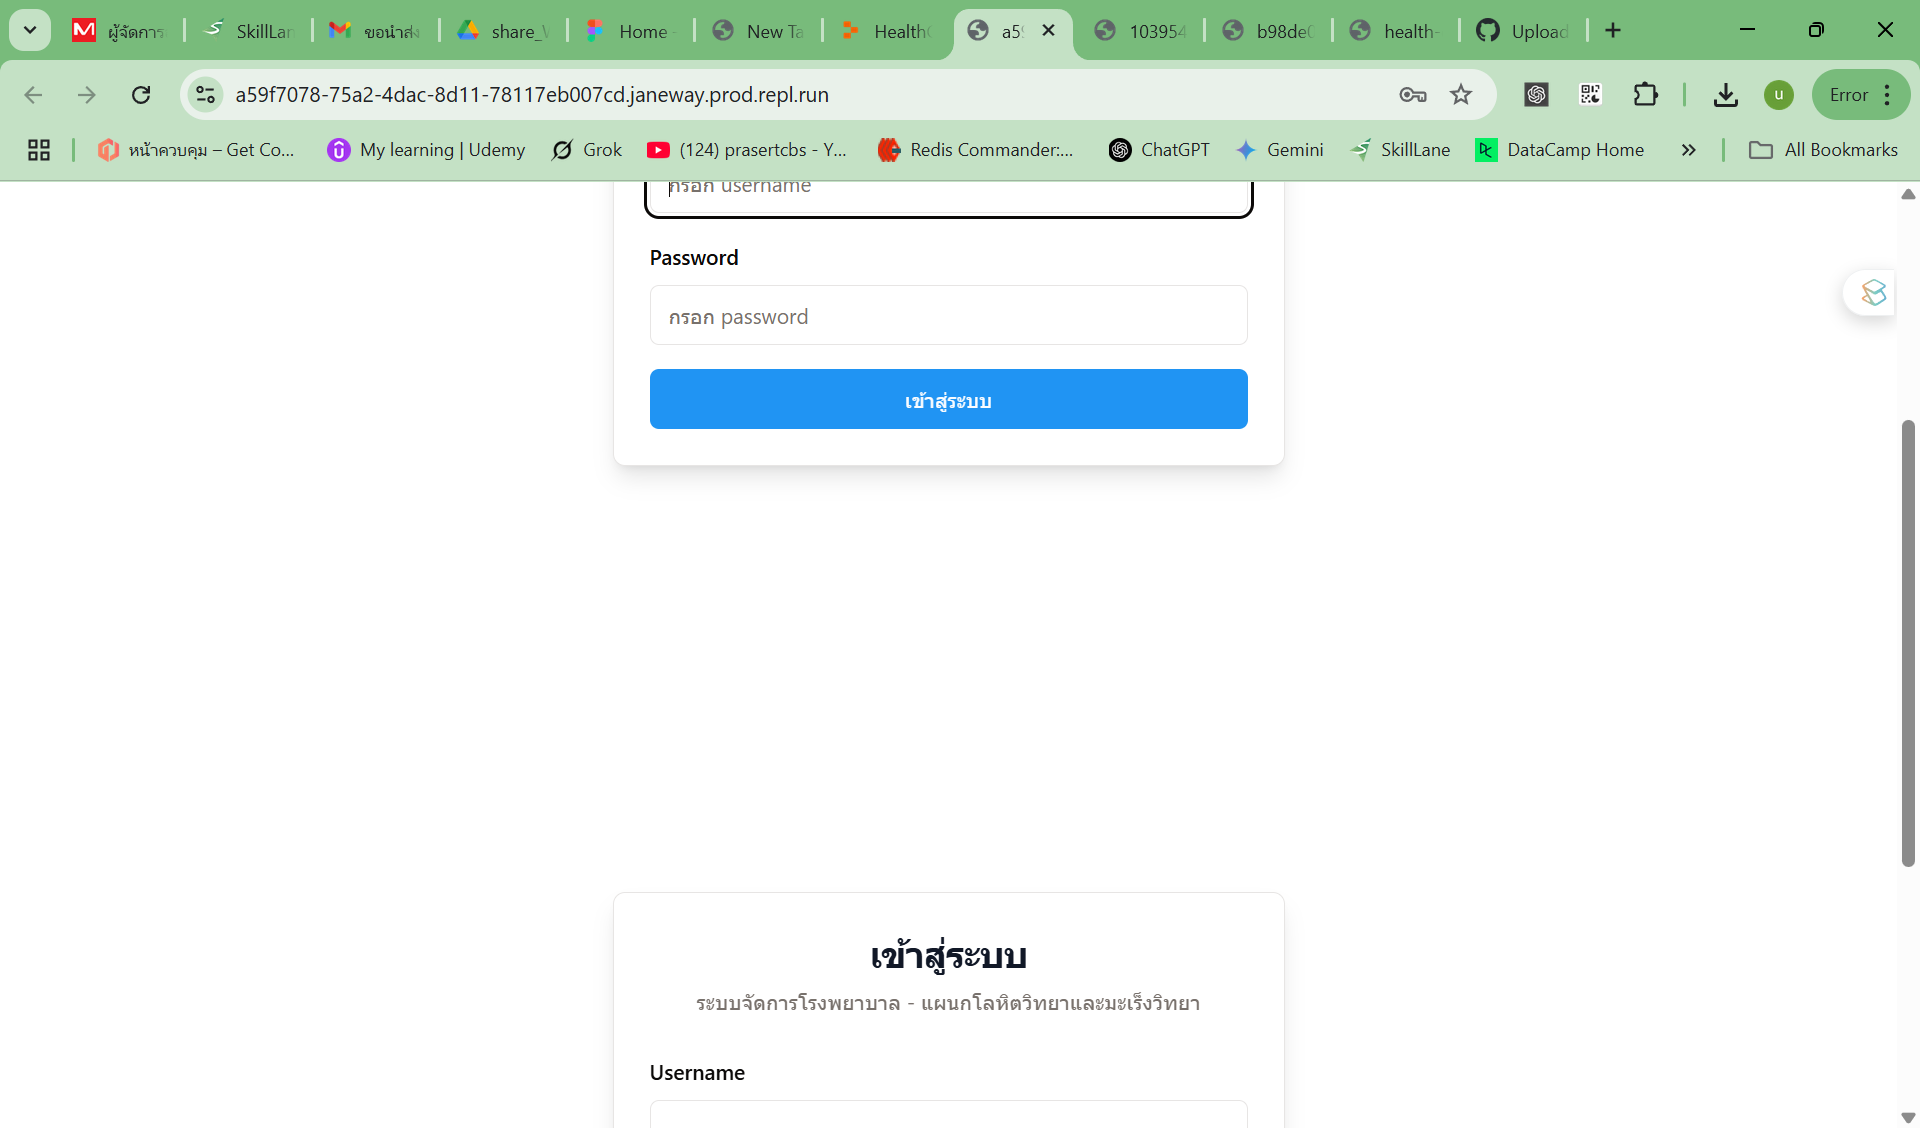 ผู้จัดการ
SkillLan
ขอนำส่ง
share_V
Home -
New Ta
Health
a59
103954
b98de0
health-
Upload
a59f7078-75a2-4dac-8d11-78117eb007cd.janeway.prod.repl.run
u
Error
หน้าควบคุม – Get Co...
My learning | Udemy
Grok
(124) prasertcbs - Y...
Redis Commander:...
ChatGPT
Gemini
SkillLane
DataCamp Home
All Bookmarks
กรอก username
Password
กรอก password
เข้าสู่ระบบ
เข้าสู่ระบบ
ระบบจัดการโรงพยาบาล - แผนกโลหิตวิทยาและมะเร็งวิทยา
Username